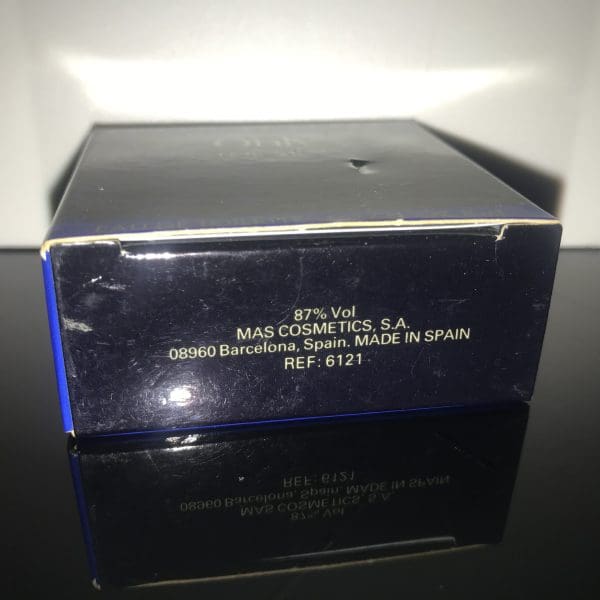 87% Vol
MAS COSMETICS, S.A.
08960 Barcelona, Spain. MADE IN SPAIN
REF: 6121